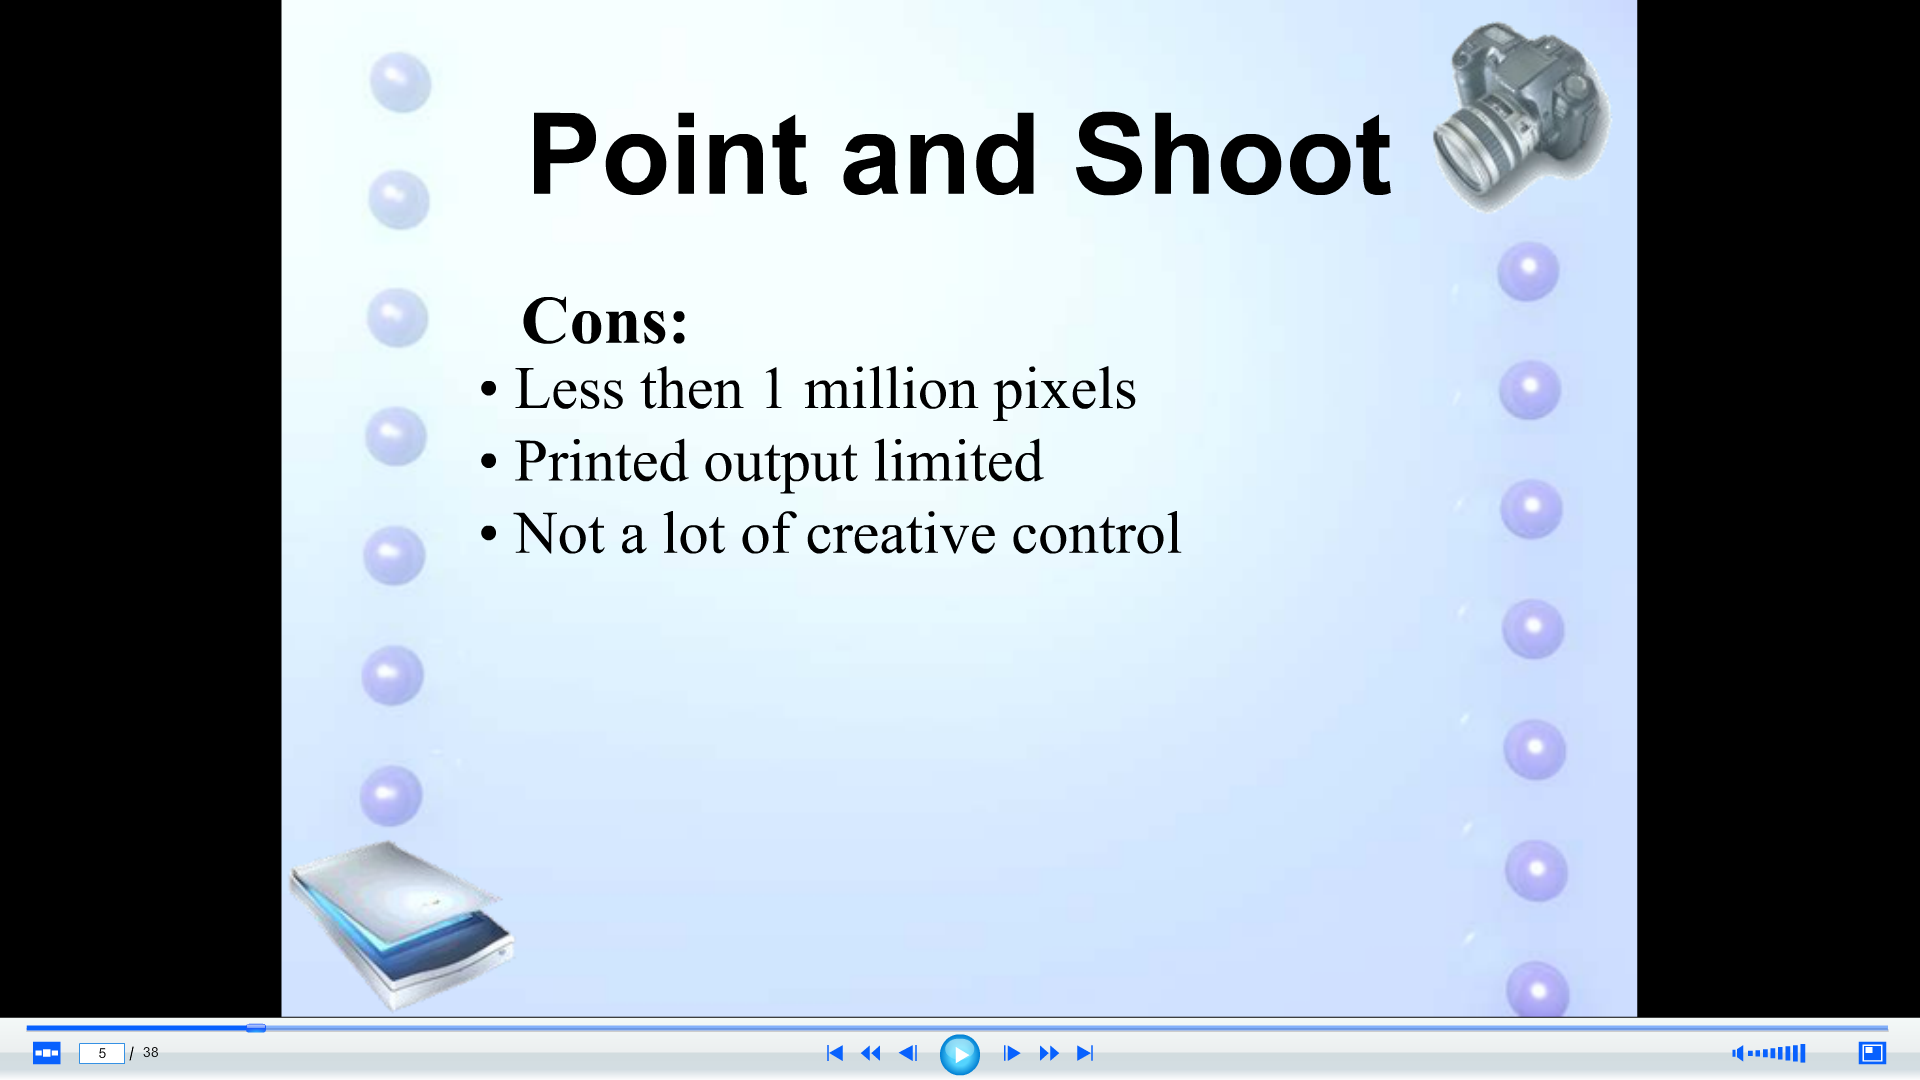 Point and Shoot
Cons:
• Less then 1 million pixels
• Printed output limited
• Not a lot of creative control
5 / 38